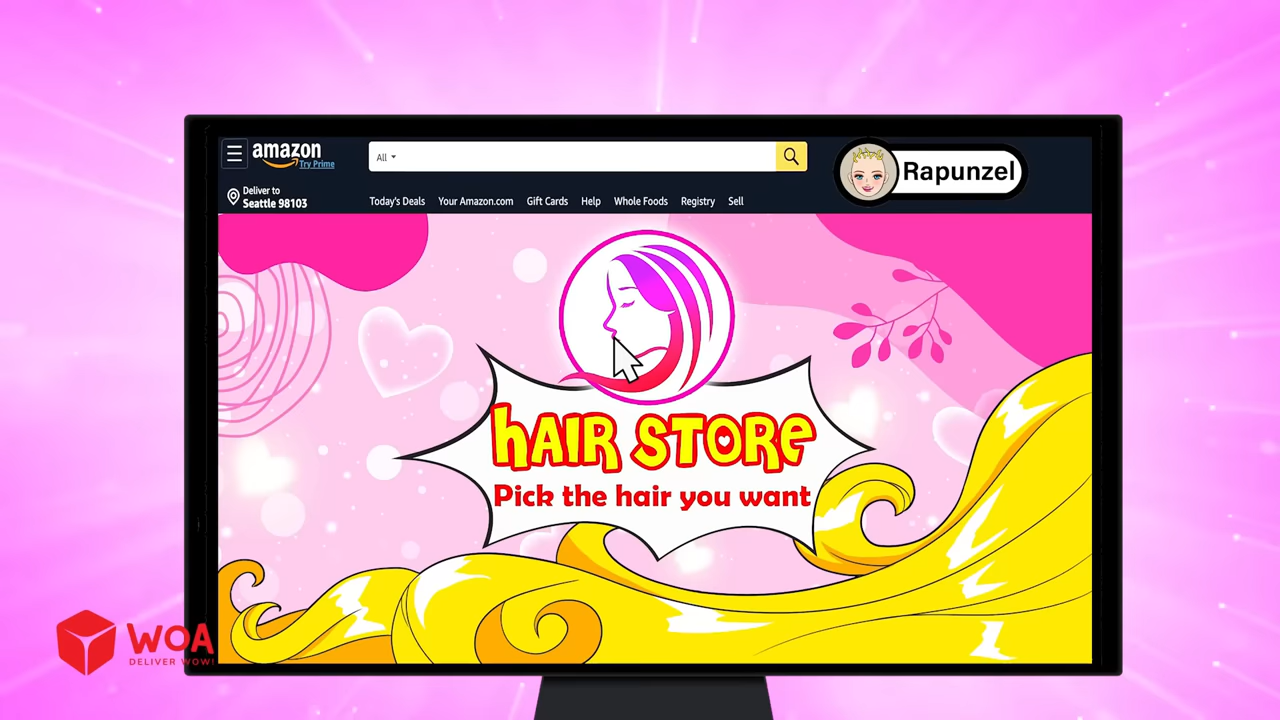 amazon
Try Prime
All
Rapunzel
Deliver to
Seattle 98103
Today's Deals Your Amazon.com Gift Cards Help Whole Foods Registry Sell
hAIR STORe
Pick the hair you want
WOA
DELIVER WOW!